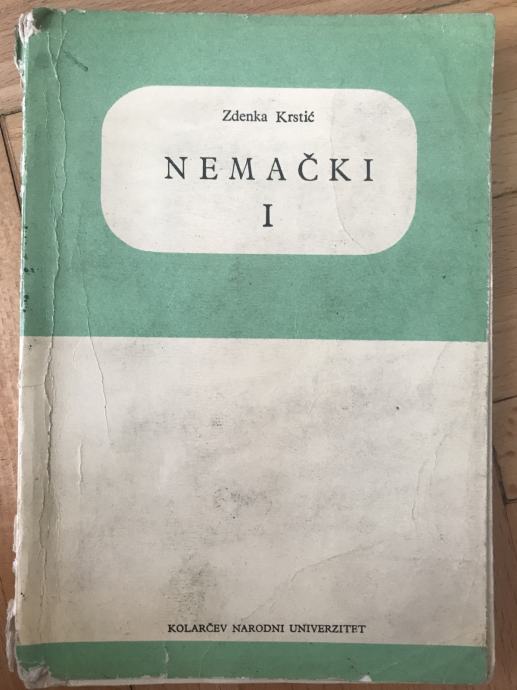 Zdenka Krstić
NEMAČKI
I
KOLARČEV NARODNI UNIVERZITET